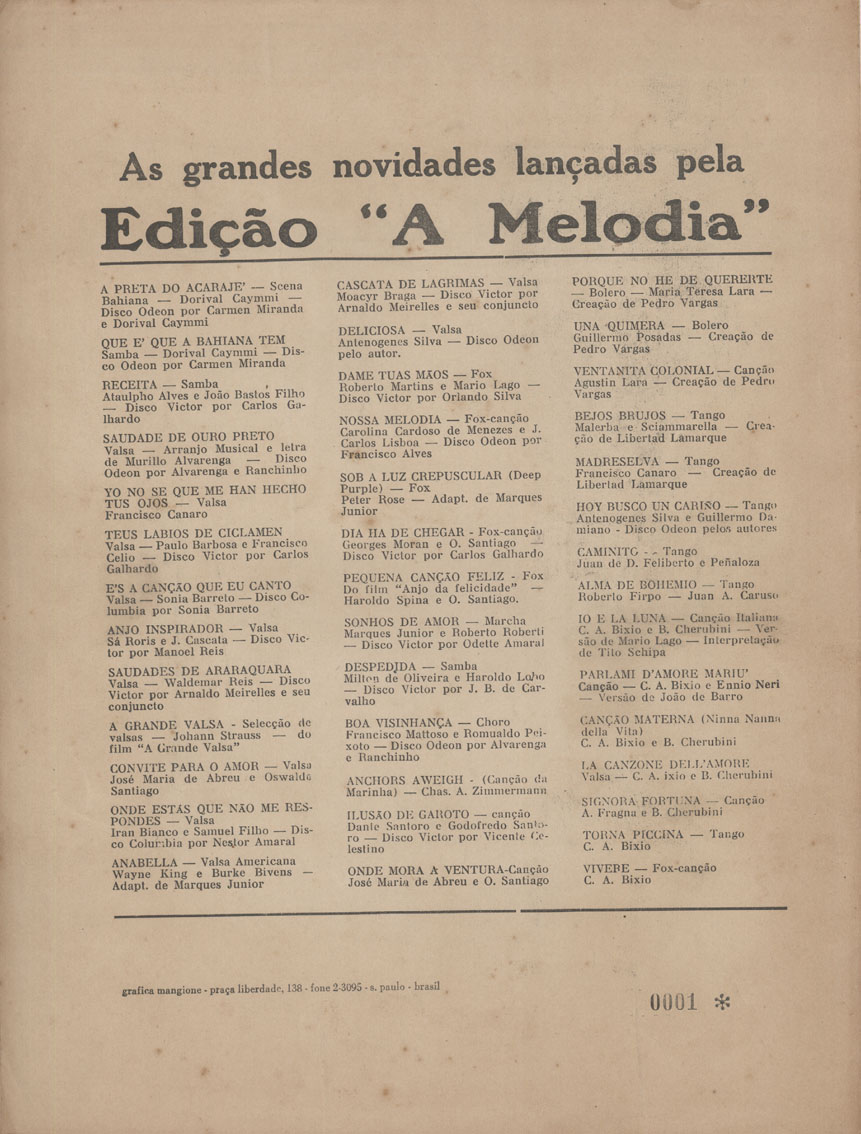 As grandes novidades lançadas pela
Edição "A Melodia"
A PRETA DO ACARAJE' — Scena
Bahiana — Dorival Caymmi —
Disco Odeon por Carmen Miranda
e Dorival Caymmi
QUE E' QUE A BAHIANA TEM
Samba — Dorival Caymmi — Dis-
co Odeon por Carmen Miranda
RECEITA — Samba
Ataulpho Alves e João Bastos Filho
— Disco Victor por Carlos Ga-
lhardo
SAUDADE DE OURO PRETO
Valsa — Arranjo Musical e letra
de Murillo Alvarenga — Disco
Odeon por Alvarenga e Ranchinho
YO NO SE QUE ME HAN HECHO
TUS OJOS — Valsa
Francisco Canaro
TEUS LABIOS DE CICLAMEN
Valsa — Paulo Barbosa e Francisco
Celio — Disco Victor por Carlos
Galhardo
E'S A CANÇÃO QUE EU CANTO
Valsa — Sonia Barreto — Disco Co-
lumbia por Sonia Barreto
ANJO INSPIRADOR — Valsa
Sá Roris e J. Cascata — Disco Vic-
tor por Manoel Reis
SAUDADES DE ARARAQUARA
Valsa — Waldemar Reis — Disco
Victor por Arnaldo Meirelles e seu
conjuncto
A GRANDE VALSA - Selecção de
valsas — Johann Strauss — do
film "A Grande Valsa"
CONVITE PARA O AMOR — Valsa
José Maria de Abreu e Oswaldo
Santiago
ONDE ESTÁS QUE NÃO ME RES-
PONDES — Valsa
Iran Bianco e Samuel Filho — Dis-
co Columbia por Nestor Amaral
ANABELLA — Valsa Americana
Wayne King e Burke Bivens —
Adapt. de Marques Junior
CASCATA DE LAGRIMAS — Valsa
Moacyr Braga — Disco Victor por
Arnaldo Meirelles e seu conjuncto
DELICIOSA — Valsa
Antenogenes Silva — Disco Odeon
pelo autor.
DAME TUAS MÃOS — Fox
Roberto Martins e Mario Lago —
Disco Victor por Orlando Silva
NOSSA MELODIA — Fox-canção
Carolina Cardoso de Menezes e J.
Carlos Lisboa — Disco Odeon por
Francisco Alves
SOB A LUZ CREPUSCULAR (Deep
Purple) — Fox
Peter Rose — Adapt. de Marques
Junior
DIA HA DE CHEGAR - Fox-canção
Georges Moran e O. Santiago —
Disco Victor por Carlos Galhardo
PEQUENA CANÇÃO FELIZ - Fox
Do film "Anjo da felicidade" —
Haroldo Spina e O. Santiago.
SONHOS DE AMOR — Marcha
Marques Junior e Roberto Roberti
— Disco Victor por Odette Amaral
DESPEDIDA — Samba
Milton de Oliveira e Haroldo Lobo
— Disco Victor por J. B. de Car-
valho
BOA VISINHANÇA — Choro
Francisco Mattoso e Romualdo Pei-
xoto — Disco Odeon por Alvarenga
e Ranchinho
ANCHORS AWEIGH - (Canção da
Marinha) — Chas. A. Zimmermann
ILUSÃO DE GAROTO — canção
Dante Santoro e Godofredo Santo-
ro — Disco Victor por Vicente Ce-
lestino
ONDE MORA A VENTURA-Canção
José Maria de Abreu e O. Santiago
PORQUE NO HE DE QUERERTE
— Bolero — Maria Teresa Lara —
Creação de Pedro Vargas
UNA QUIMERA — Bolero
Guillermo Posadas — Creação de
Pedro Vargas
VENTANITA COLONIAL — Canção
Agustin Lara — Creação de Pedro
Vargas
BEJOS BRUJOS — Tango
Malerba e Sciammarella — Crea-
ção de Libertad Lamarque
MADRESELVA — Tango
Francisco Canaro — Creação de
Libertad Lamarque
HOY BUSCO UN CARIÑO — Tango
Antenogenes Silva e Guillermo Da-
miano - Disco Odeon pelos autores
CAMINITO - - Tango
Juan de D. Feliberto e Peñaloza
ALMA DE BOHEMIO — Tango
Roberto Firpo — Juan A. Caruso
IO E LA LUNA — Canção Italiana
C. A. Bixio e B. Cherubini — Ver-
são de Mario Lago — Interpretação
de Tito Schipa
PARLAMI D'AMORE MARIU'
Canção — C. A. Bixio e Ennio Neri
— Versão de João de Barro
CANÇÃO MATERNA (Ninna Nanna
della Vita)
C. A. Bixio e B. Cherubini
LA CANZONE DELL'AMORE
Valsa — C. A. ixio e B. Cherubini
SIGNORA FORTUNA — Canção
A. Fragna e B. Cherubini
TORNA PICCINA — Tango
C. A. Bixio
VIVERE — Fox-canção
C. A. Bixio
grafica mangione - praça liberdade, 138 - fone 2-3095 - s. paulo - brasil
0001 *